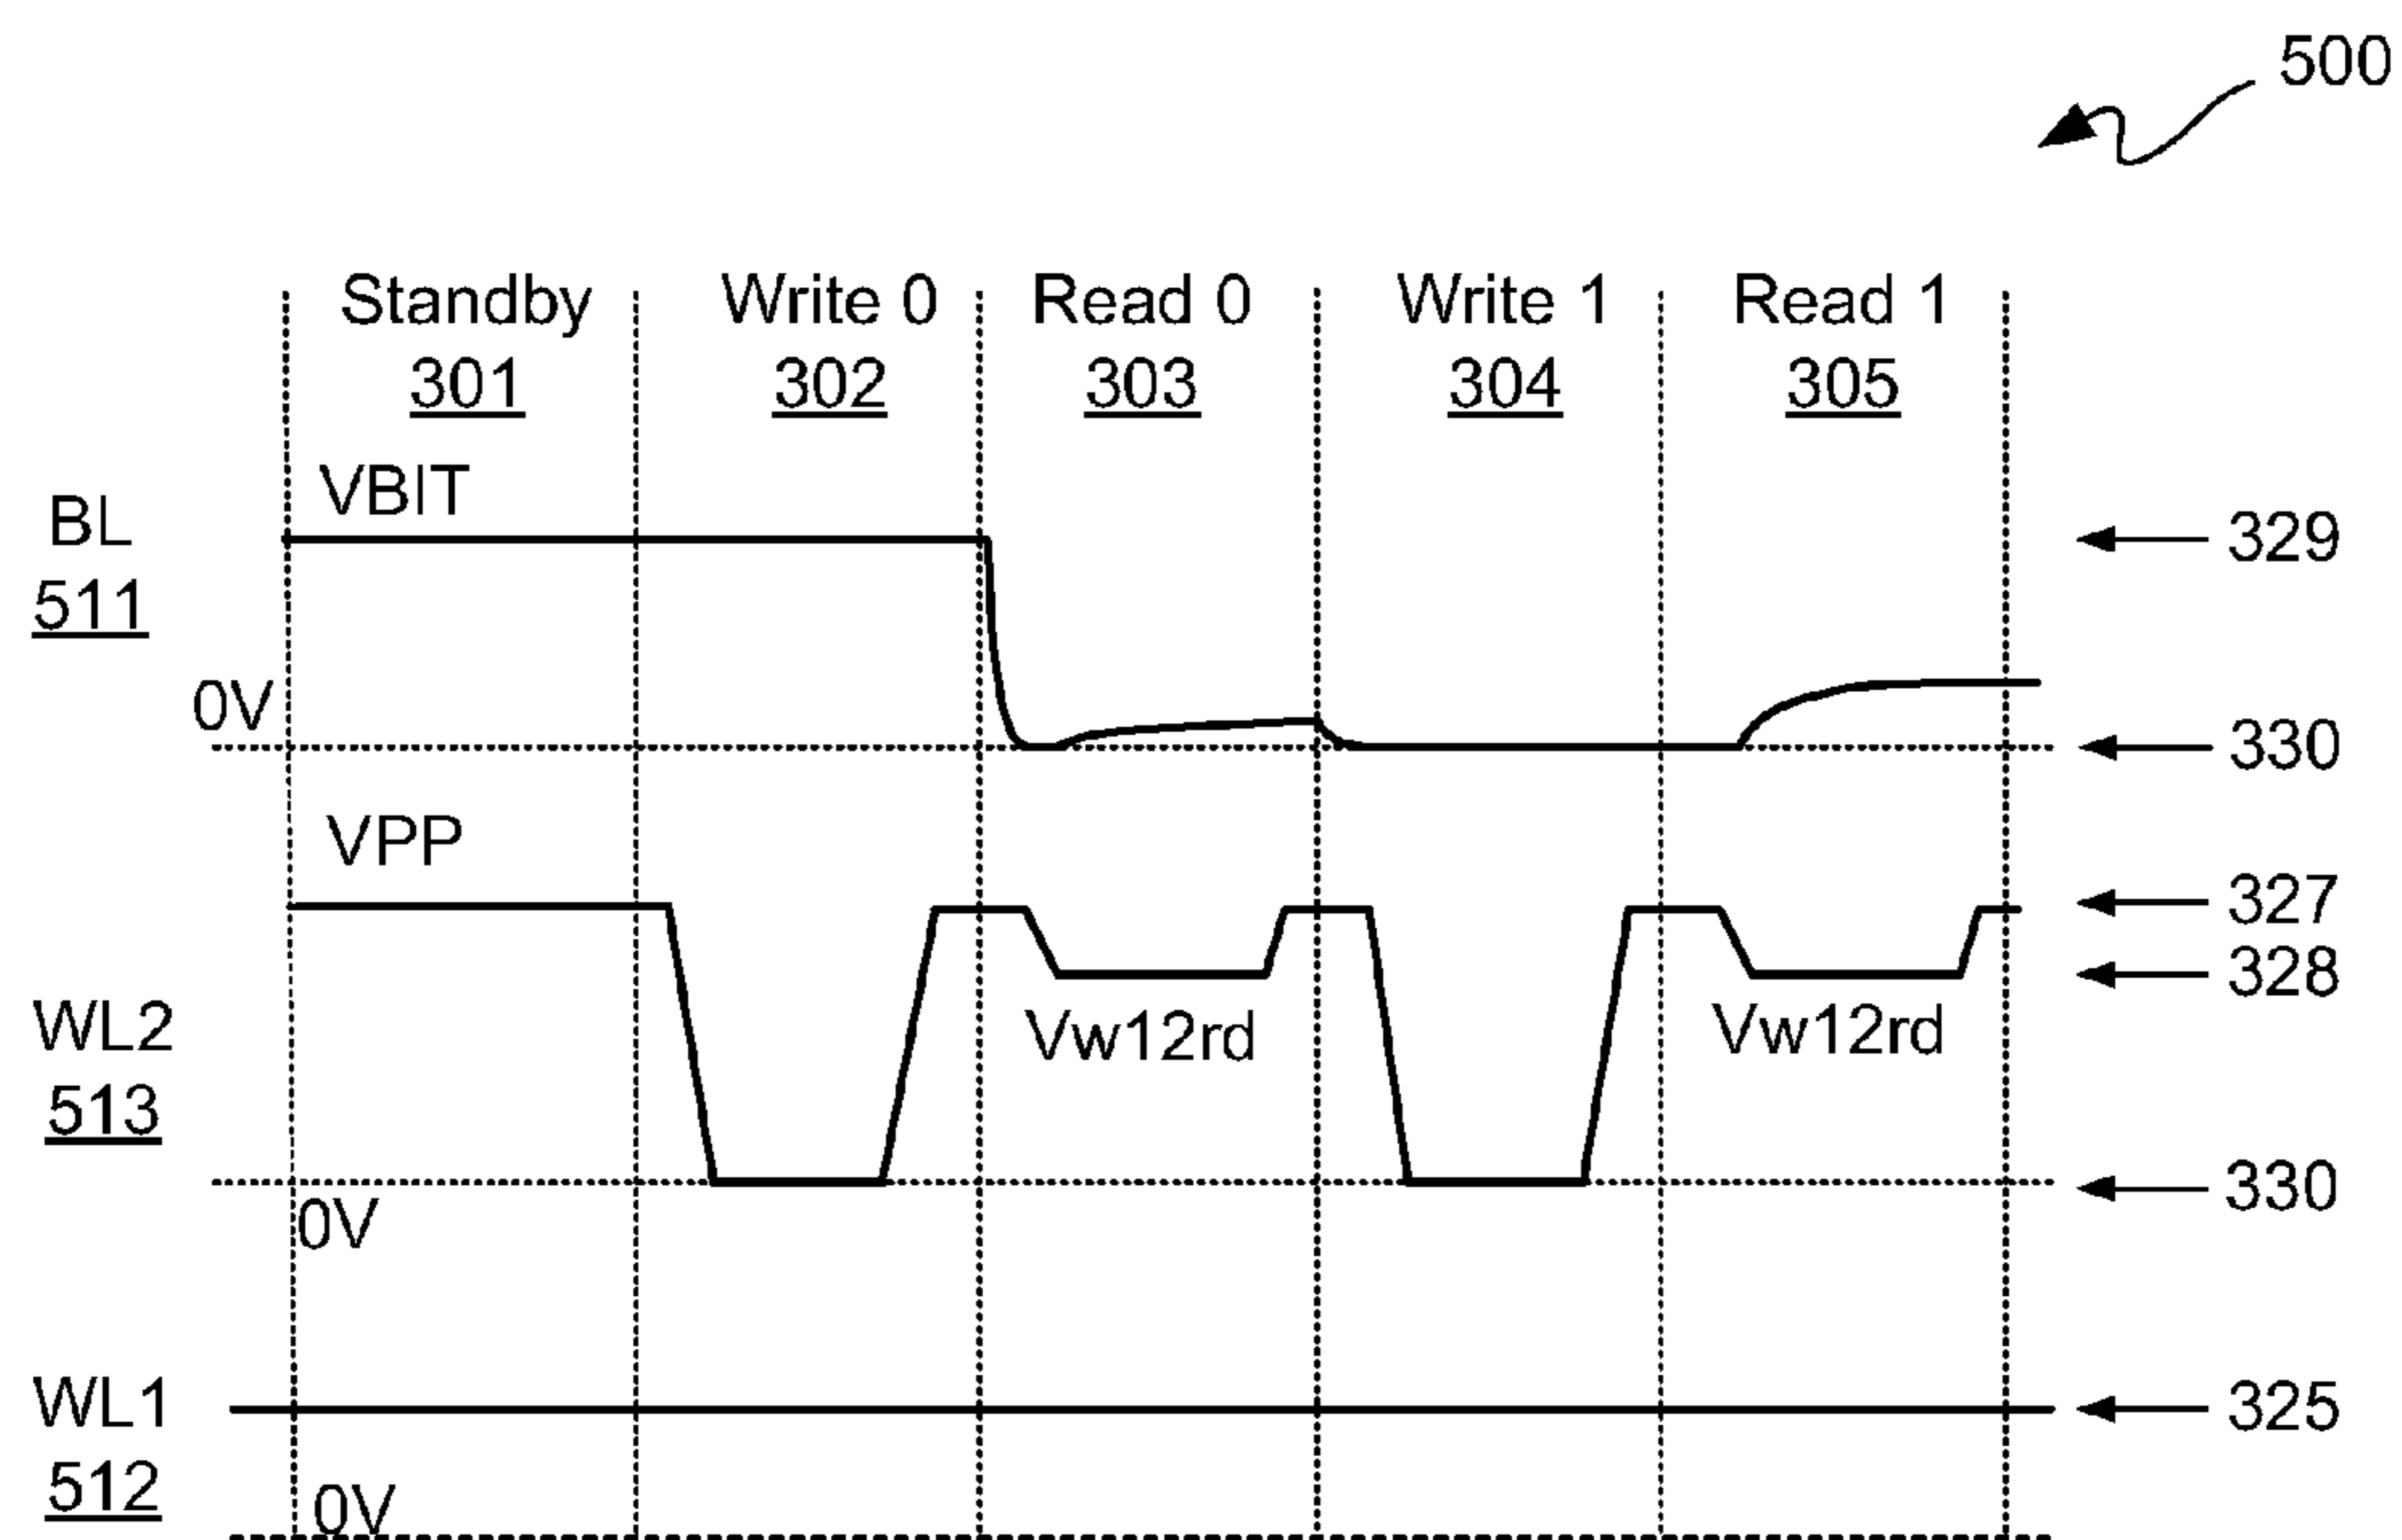 500
Standby Write 0 Read 0 Write 1 Read 1
301 302 303 304 305
VBIT
BL
511
329
0V
330
VPP
327
328
WL2
513
Vw12rd Vw12rd
330
0V
WL1
512
325
0V